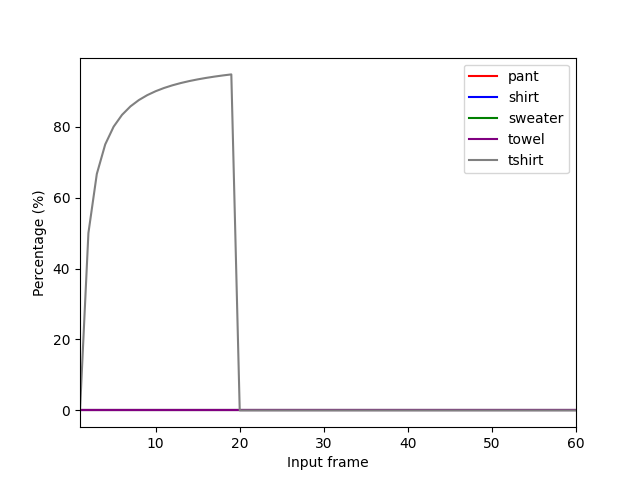 pant
shirt
sweater
towel
tshirt
Percentage (%)
80
60
40
20
0
10 20 30 40 50 60
Input frame